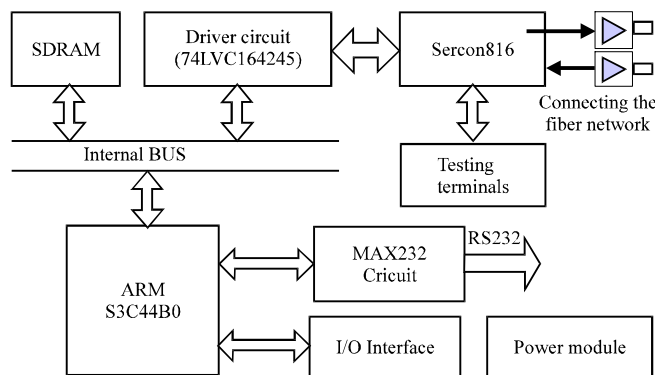 SDRAM
Driver circuit
(74LVC164245)
Sercon816
Connecting the
fiber network
Internal BUS
Testing
terminals
ARM
S3C44B0
MAX232
Cricuit
RS232
I/O Interface
Power module